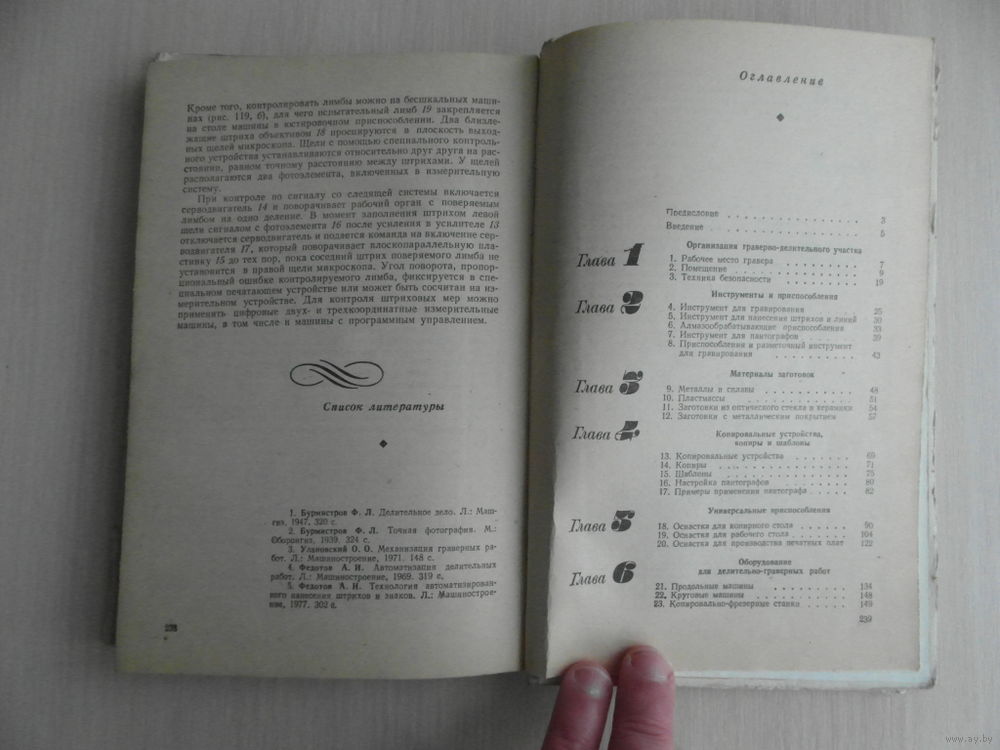 Кроме того, контролировать лимбы можно на бесшкальных маши-
нах (рис. 119, б), для чего испытательный лимб 19 закрепляется
на столе машины в юстировочном приспособлении. Два близле-
жащие штриха объективом 18 проецируются в плоскость выход-
ных щелей микроскопа. Щели с помощью специального контроль-
ного устройства устанавливаются относительно друг друга на рас-
стоянии, равном точному расстоянию между штрихами. У щелей
располагаются два фотоэлемента, включенных в измерительную
систему.
При контроле по сигналу со следящей системы включается
серводвигатель 14 и поворачивает рабочий орган с поверяемым
лимбом на одно деление. В момент заполнения штрихом левой
щели сигналом с фотоэлемента 16 после усиления в усилителе 13
отключается серводвигатель и подается команда на включение сер-
водвигателя 17, который поворачивает плоскопараллельную пла-
стинку 15 до тех пор, пока соседний штрих поверяемого лимба не
установится в правой щели микроскопа. Угол поворота, пропор-
циональный ошибке контролируемого лимба, фиксируется в спе-
циальном печатающем устройстве или может быть сосчитан на из-
мерительном устройстве. Для контроля штриховых мер можно
применить цифровые двух- и трехкоординатные измерительные
машины, в том числе и машины с программным управлением.
Список литературы
1. Бурмистров Ф. Л. Делительное дело. Л.: Маш-
гиз, 1947. 320 с.
2. Бурмистров Ф. Л. Точная фотография. М.:
Оборонгиз, 1939. 324 с.
3. Улановский О. О. Механизация граверных ра-
бот. Л.: Машиностроение, 1971. 148 с.
4. Федотов А. И. Автоматизация делительных
работ. Л.: Машиностроение, 1969. 319 с.
5. Федотов А. И. Технология автоматизирован-
ного нанесения штрихов и знаков. Л.: Машинострое-
ние, 1977. 302 с.
238
Оглавление
Предисловие . . . . . . . . . . . . 3
Введение . . . . . . . . . . . . 5
Глава 1 Организация граверно-делительного участка
1. Рабочее место гравера . . . . . . . . 7
2. Помещение . . . . . . . . . . . 9
3. Техника безопасности . . . . . . . . 19
Глава 2 Инструменты и приспособления
4. Инструмент для гравирования . . . . . . 25
5. Инструмент для нанесения штрихов и линий 30
6. Алмазообрабатывающие приспособления 33
7. Инструмент для пантографов . . . . . . 39
8. Приспособления и разметочный инструмент
для гравирования . . . . . . . . 43
Глава 3 Материалы заготовок
9. Металлы и сплавы . . . . . . . . 48
10. Пластмассы . . . . . . . . . . 51
11. Заготовки из оптического стекла и керамики 54
12. Заготовки с металлическим покрытием 57
Глава 4 Копировальные устройства,
копиры и шаблоны
13. Копировальные устройства . . . . . . . 69
14. Копиры . . . . . . . . . . . 71
15. Шаблоны . . . . . . . . . . . 75
16. Настройка пантографов . . . . . . . 80
17. Примеры применения пантографа . . . . 82
Глава 5 Универсальные приспособления
18. Оснастка для копирного стола . . . . . 90
19. Оснастка для рабочего стола . . . . . . 104
20. Оснастка для производства печатных плат 122
Глава 6 Оборудование
для делительно-граверных работ
21. Продольные машины . . . . . . . 134
22. Круговые машины . . . . . . . . 148
23. Копировально-фрезерные станки . . . . . 149
239
www.ay.by